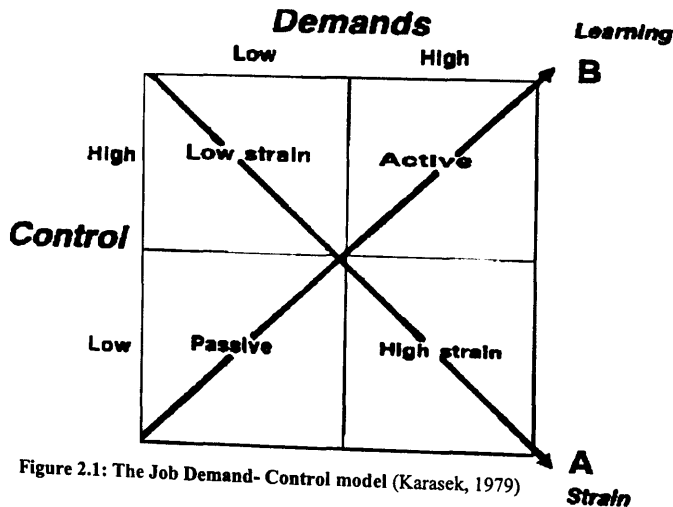 Demands
Learning
Low High
B
High Low strain Active
Control
Low Passive High strain
A
Figure 2.1: The Job Demand- Control model (Karasek, 1979)
Strain